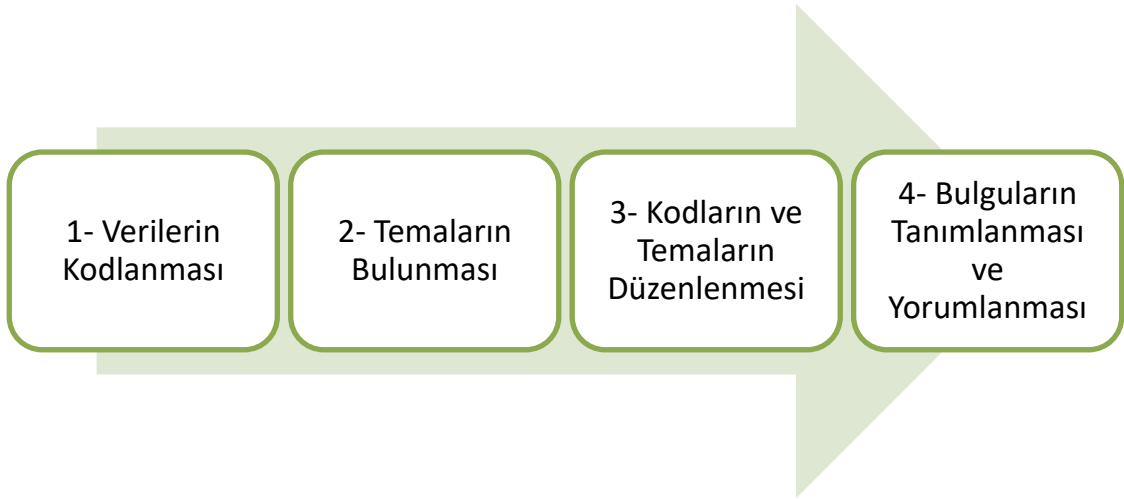 1- Verilerin
Kodlanması
2- Temaların
Bulunması
3- Kodların ve
Temaların
Düzenlenmesi
4- Bulguların
Tanımlanması
ve
Yorumlanması